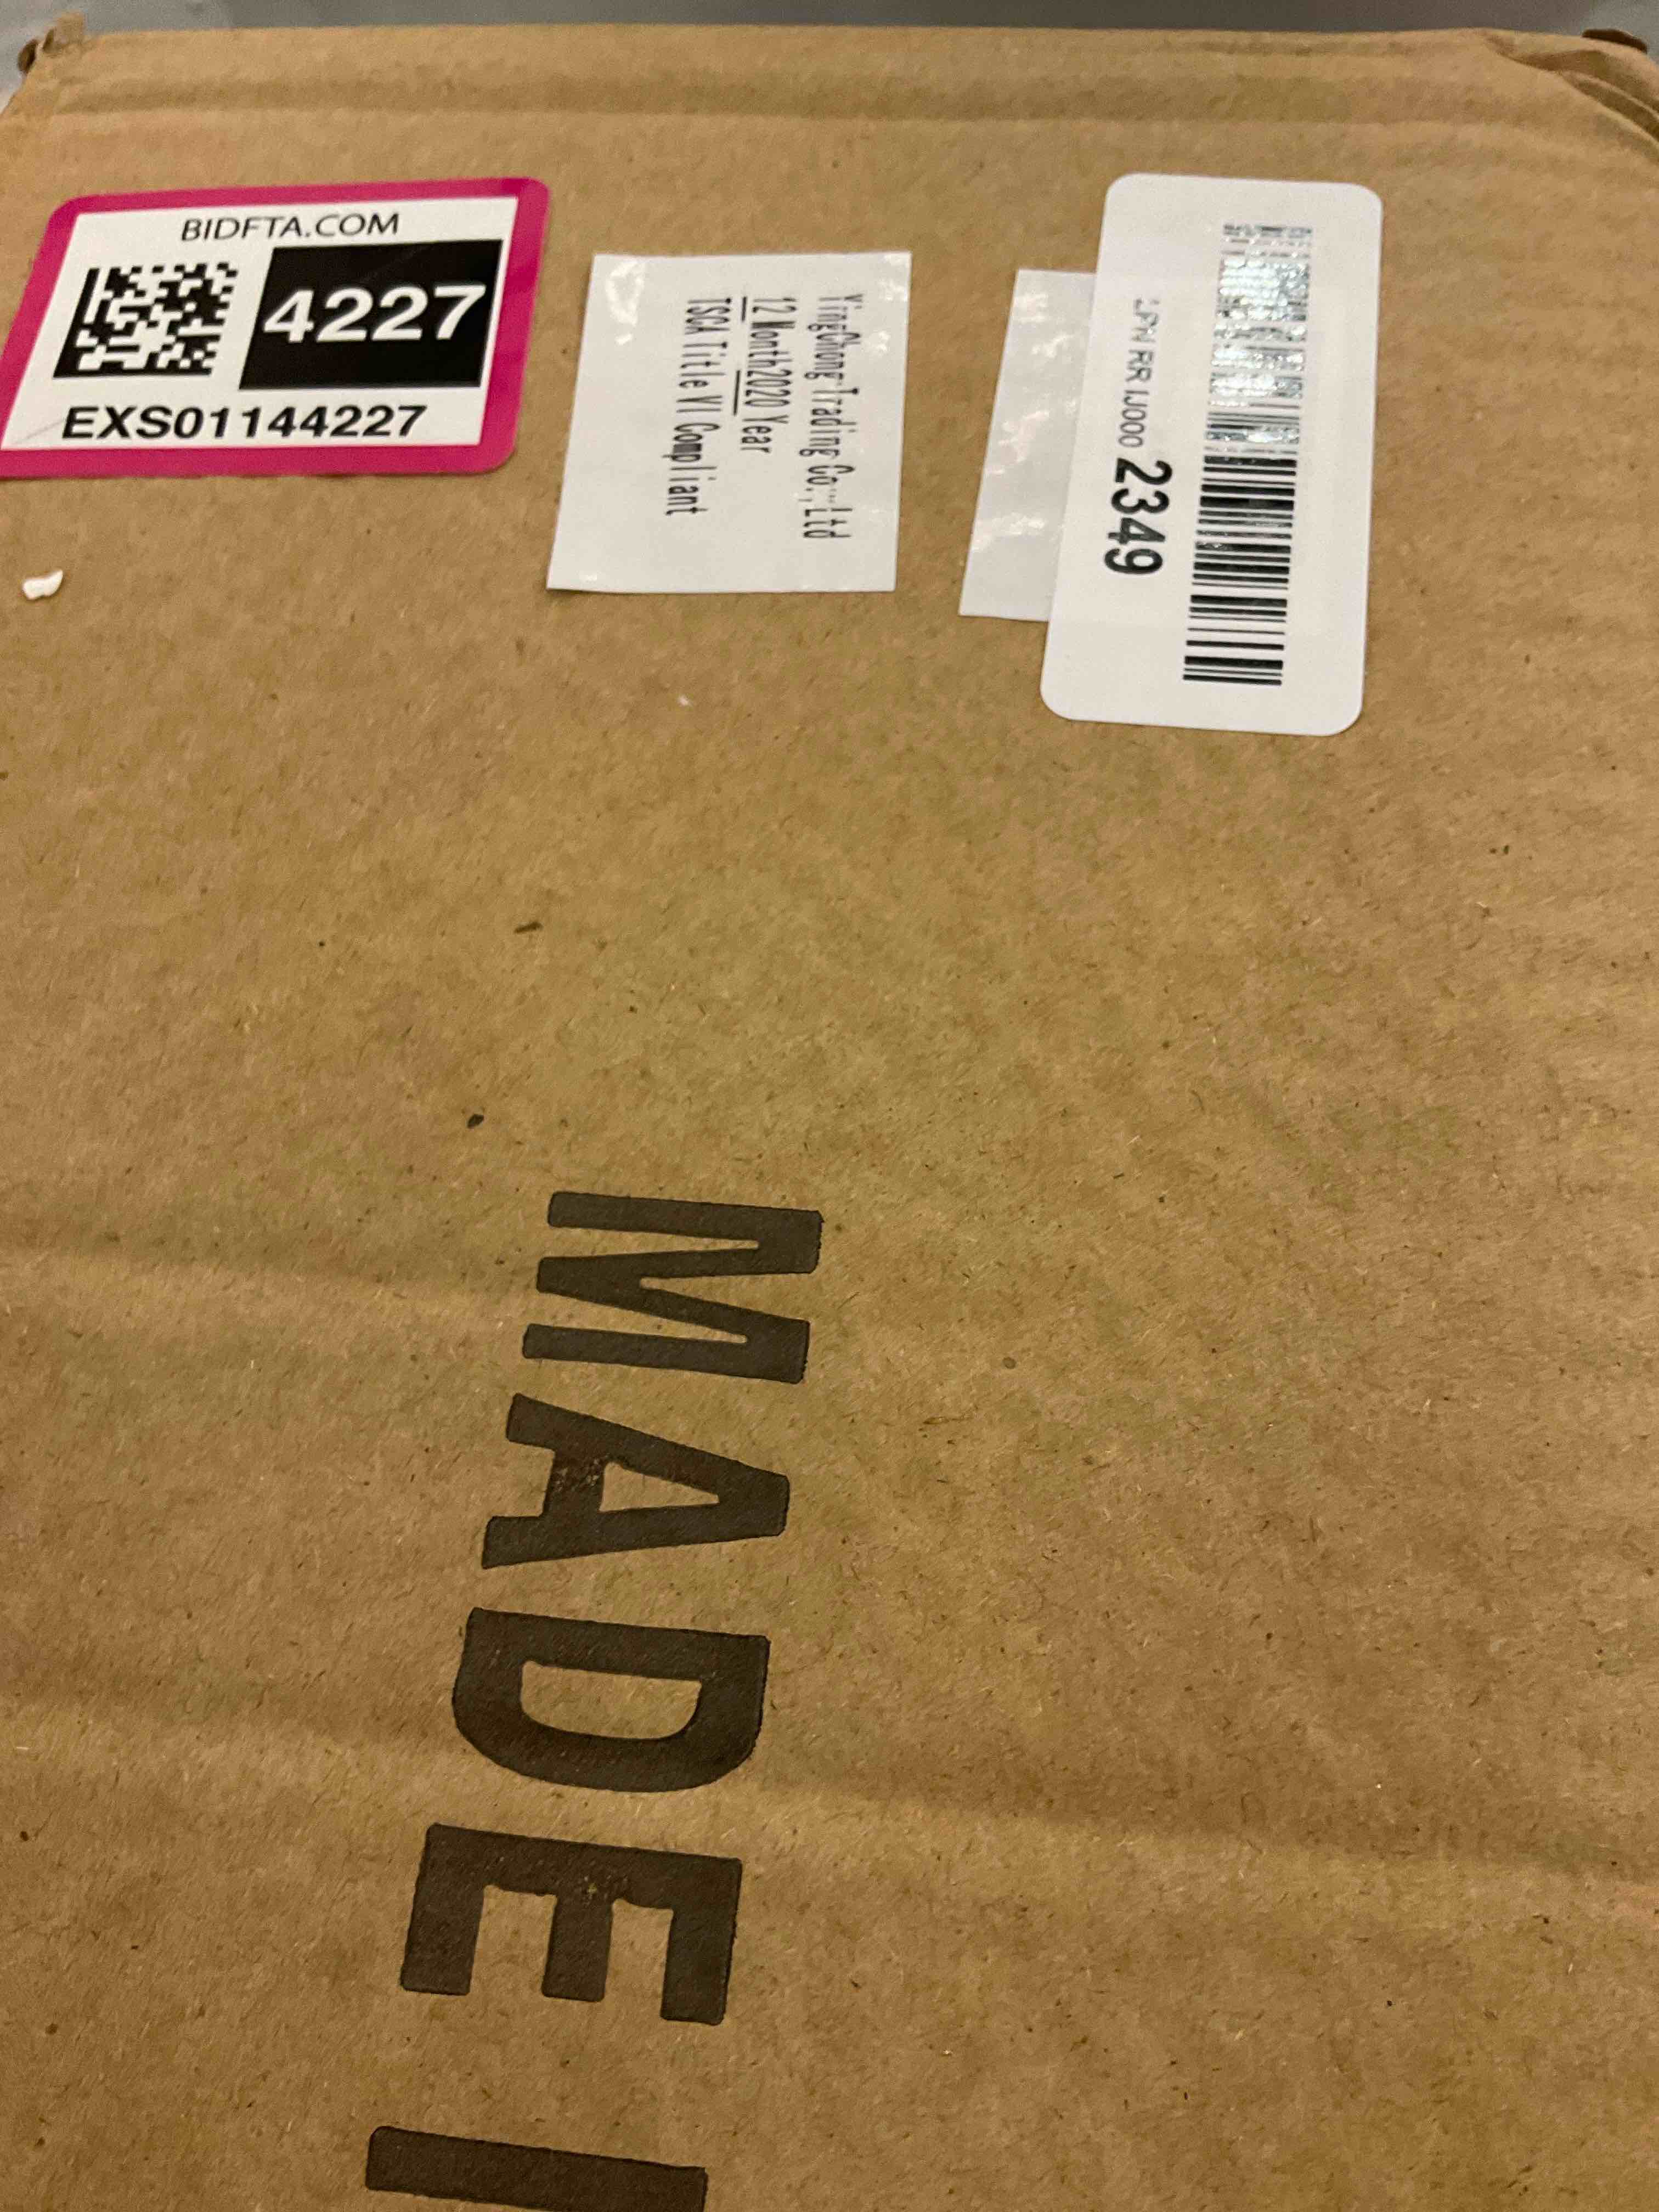 BIDFTA.COM
4227
EXS01144227
YingChong Trading Co.,Ltd
12 Month2020 Year
TSCA Title VI Compliant
LPN RR IJ000 2349
MADE I